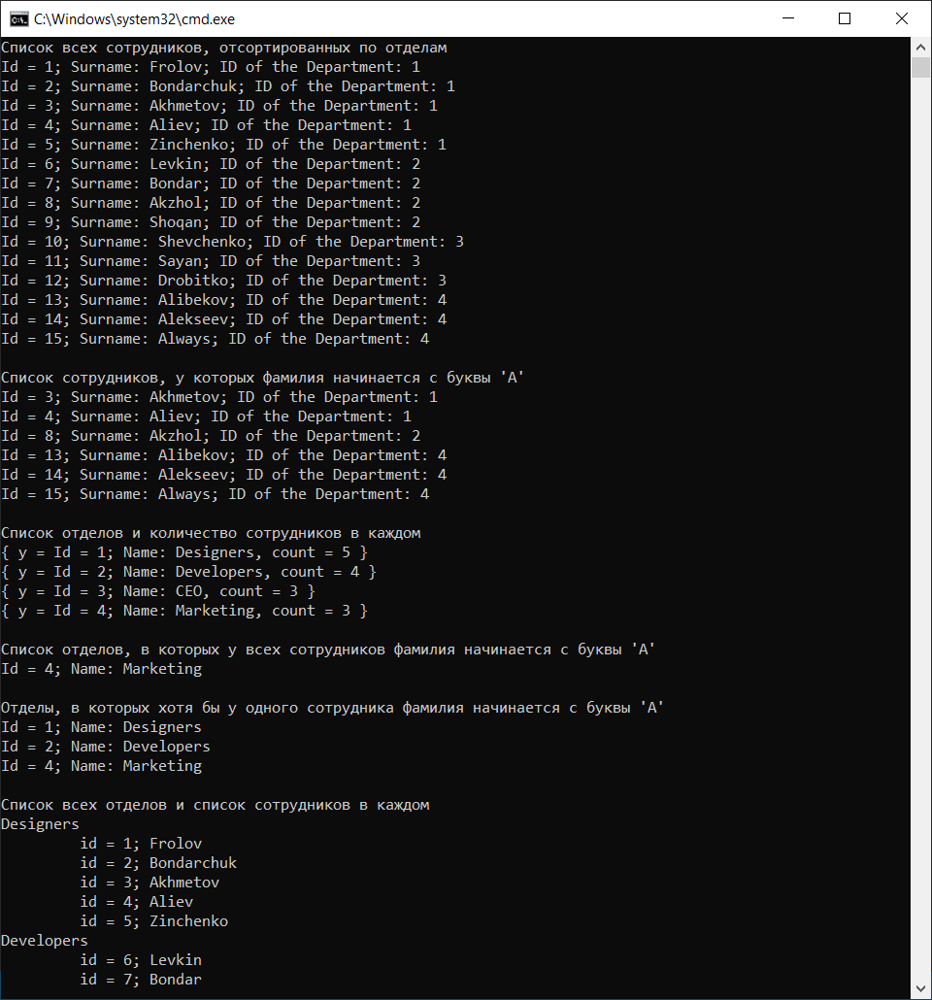 C:\Windows\system32\cmd.exe
Список всех сотрудников, отсортированных по отделам
Id = 1; Surname: Frolov; ID of the Department: 1
Id = 2; Surname: Bondarchuk; ID of the Department: 1
Id = 3; Surname: Akhmetov; ID of the Department: 1
Id = 4; Surname: Aliev; ID of the Department: 1
Id = 5; Surname: Zinchenko; ID of the Department: 1
Id = 6; Surname: Levkin; ID of the Department: 2
Id = 7; Surname: Bondar; ID of the Department: 2
Id = 8; Surname: Akzhol; ID of the Department: 2
Id = 9; Surname: Shoqan; ID of the Department: 2
Id = 10; Surname: Shevchenko; ID of the Department: 3
Id = 11; Surname: Sayan; ID of the Department: 3
Id = 12; Surname: Drobitko; ID of the Department: 3
Id = 13; Surname: Alibekov; ID of the Department: 4
Id = 14; Surname: Alekseev; ID of the Department: 4
Id = 15; Surname: Always; ID of the Department: 4
Список сотрудников, у которых фамилия начинается с буквы 'A'
Id = 3; Surname: Akhmetov; ID of the Department: 1
Id = 4; Surname: Aliev; ID of the Department: 1
Id = 8; Surname: Akzhol; ID of the Department: 2
Id = 13; Surname: Alibekov; ID of the Department: 4
Id = 14; Surname: Alekseev; ID of the Department: 4
Id = 15; Surname: Always; ID of the Department: 4
Список отделов и количество сотрудников в каждом
{ y = Id = 1; Name: Designers, count = 5 }
{ y = Id = 2; Name: Developers, count = 4 }
{ y = Id = 3; Name: CEO, count = 3 }
{ y = Id = 4; Name: Marketing, count = 3 }
Список отделов, в которых у всех сотрудников фамилия начинается с буквы 'A'
Id = 4; Name: Marketing
Отделы, в которых хотя бы у одного сотрудника фамилия начинается с буквы 'A'
Id = 1; Name: Designers
Id = 2; Name: Developers
Id = 4; Name: Marketing
Список всех отделов и список сотрудников в каждом
Designers
id = 1; Frolov
id = 2; Bondarchuk
id = 3; Akhmetov
id = 4; Aliev
id = 5; Zinchenko
Developers
id = 6; Levkin
id = 7; Bondar